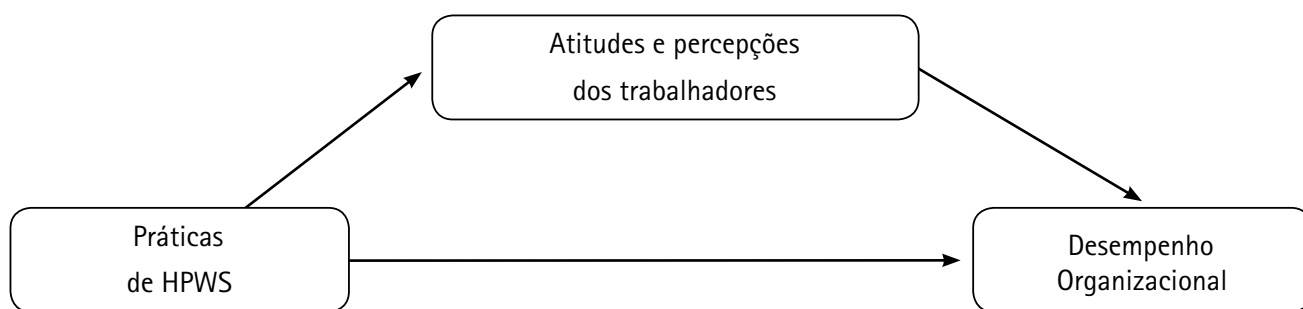 Atitudes e percepções
dos trabalhadores
Práticas
de HPWS
Desempenho
Organizacional